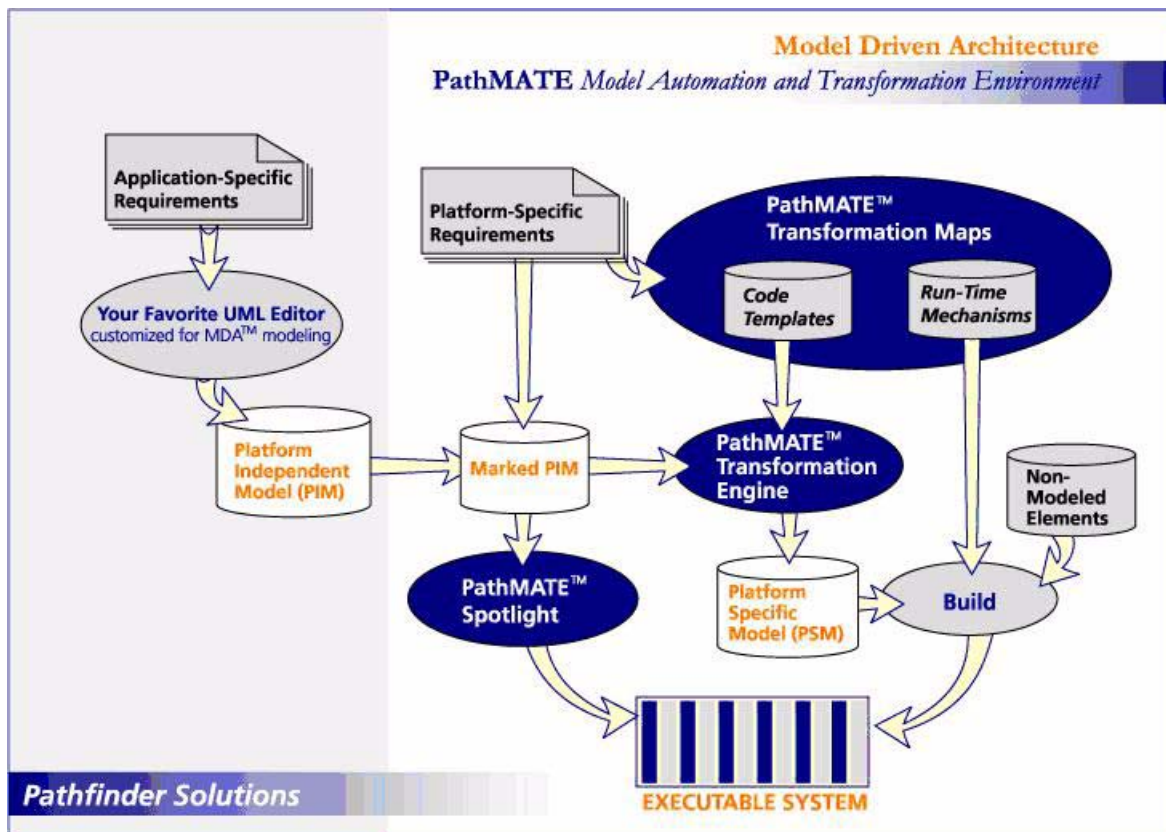 Model Driven Architecture
PathMATE Model Automation and Transformation Environment
Application-Specific
Requirements
Platform-Specific
Requirements
PathMATE™
Transformation Maps
Code
Templates
Run-Time
Mechanisms
Your Favorite UML Editor
customized for MDA™ modeling
Platform
Independent
Model (PIM)
Marked PIM
PathMATE™
Transformation
Engine
Non-
Modeled
Elements
PathMATE™
Spotlight
Platform
Specific
Model (PSM)
Build
EXECUTABLE SYSTEM
Pathfinder Solutions